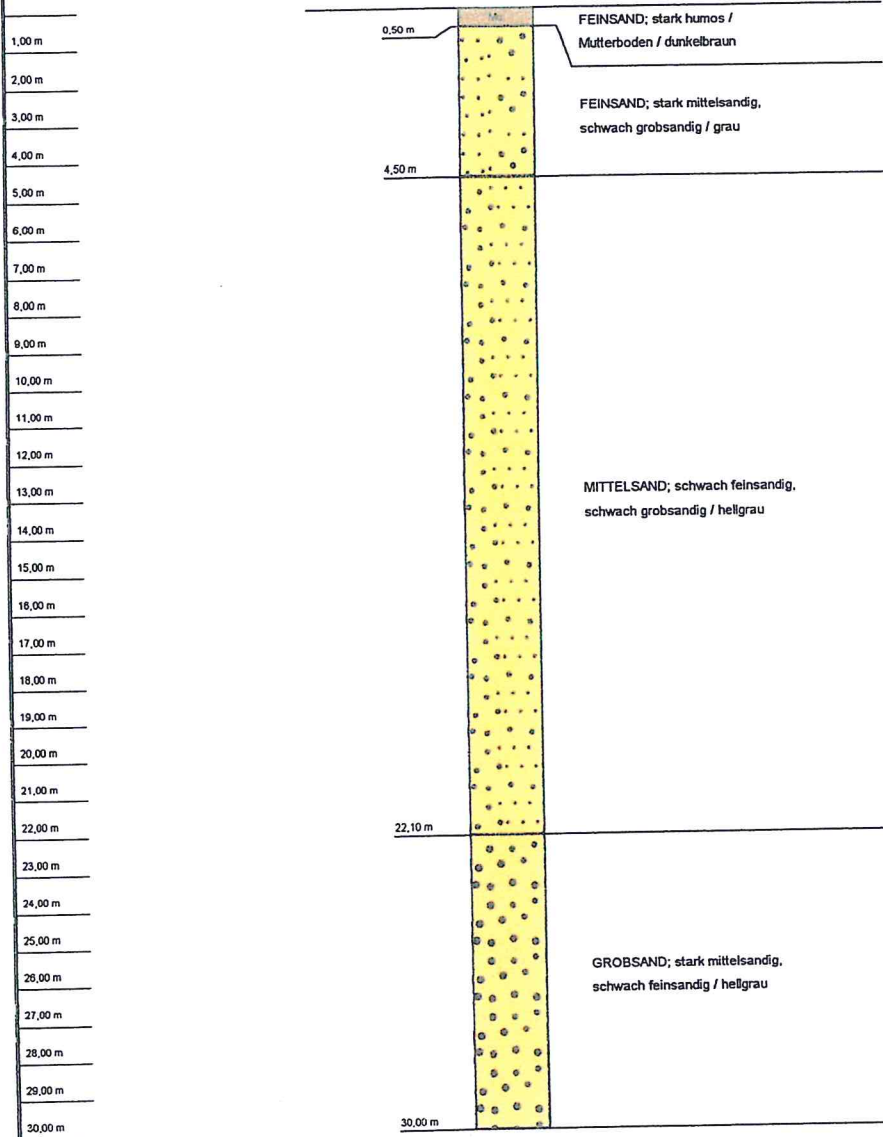 FEINSAND; stark humos /
Mutterboden / dunkelbraun
0,50 m
FEINSAND; stark mittelsandig,
schwach grobsandig / grau
4,50 m
MITTELSAND; schwach feinsandig,
schwach grobsandig / hellgrau
22,10 m
GROBSAND; stark mittelsandig,
schwach feinsandig / hellgrau
30,00 m
1,00 m
2,00 m
3,00 m
4,00 m
5,00 m
6,00 m
7,00 m
8,00 m
9,00 m
10,00 m
11,00 m
12,00 m
13,00 m
14,00 m
15,00 m
16,00 m
17,00 m
18,00 m
19,00 m
20,00 m
21,00 m
22,00 m
23,00 m
24,00 m
25,00 m
26,00 m
27,00 m
28,00 m
29,00 m
30,00 m